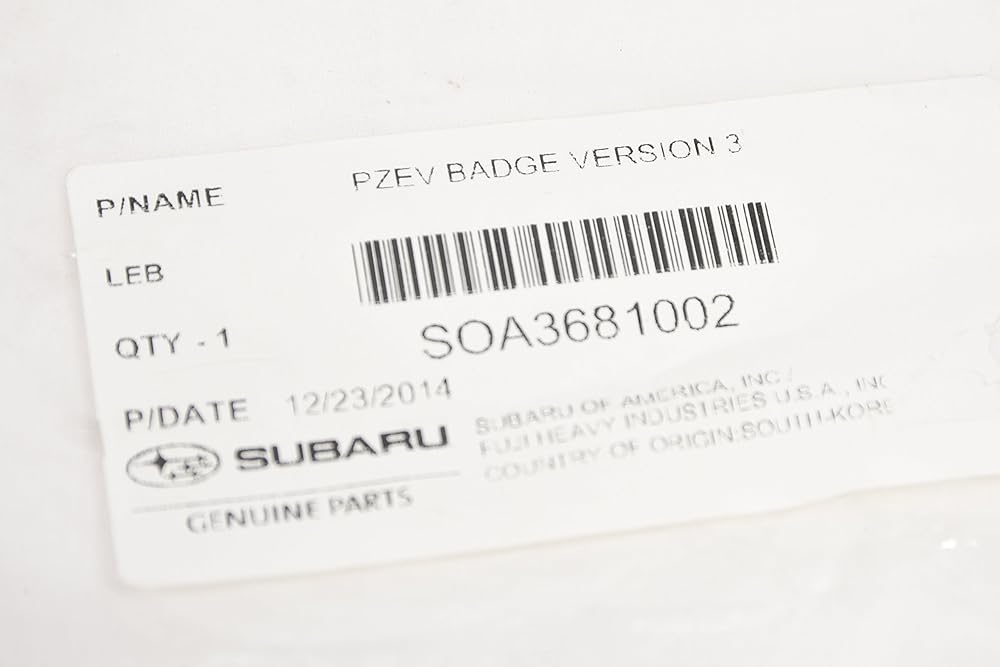 P/NAME PZEV BADGE VERSION 3
LEB
QTY - 1 SOA3681002
P/DATE 12/23/2014
SUBARU
GENUINE PARTS
SUBARU OF AMERICA, INC./
FUJI HEAVY INDUSTRIES U.S.A., INC
COUNTRY OF ORIGIN:SOUTH-KORE